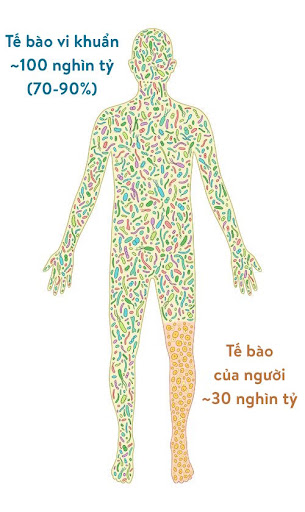 Tế bào vi khuẩn
~100 nghìn tỷ
(70-90%)
Tế bào
của người
~30 nghìn tỷ